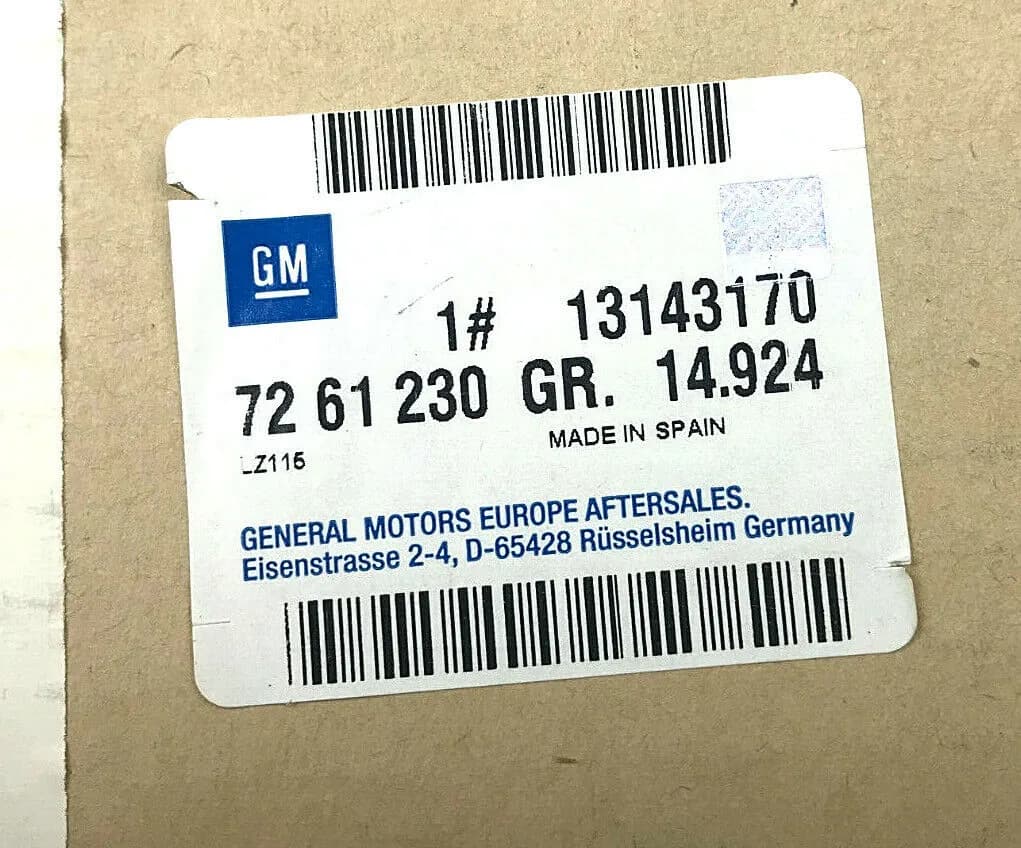 GM
1# 13143170
72 61 230 GR. 14.924
MADE IN SPAIN
LZ115
GENERAL MOTORS EUROPE AFTERSALES.
Eisenstrasse 2-4, D-65428 Rüsselsheim Germany